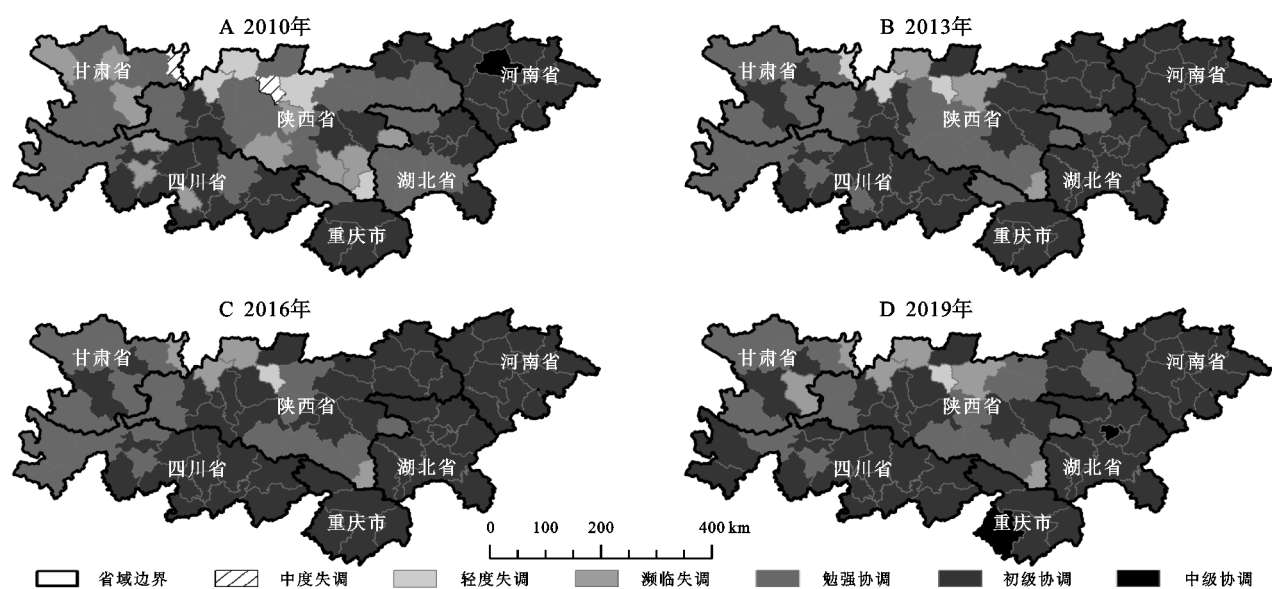 A 2010年
甘肃省
河南省
陕西省
四川省
湖北省
重庆市
B 2013年
甘肃省
河南省
陕西省
四川省
湖北省
重庆市
C 2016年
甘肃省
河南省
陕西省
四川省
湖北省
重庆市
D 2019年
甘肃省
河南省
陕西省
四川省
湖北省
重庆市
0 100 200 400 km
省域边界 中度失调 轻度失调 濒临失调 勉强协调 初级协调 中级协调